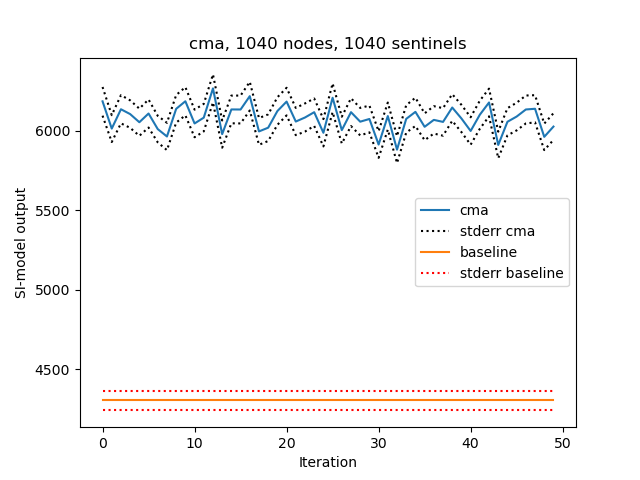 cma, 1040 nodes, 1040 sentinels
SI-model output
6000
5500
5000
4500
cma
stderr cma
baseline
stderr baseline
0 10 20 30 40 50
Iteration